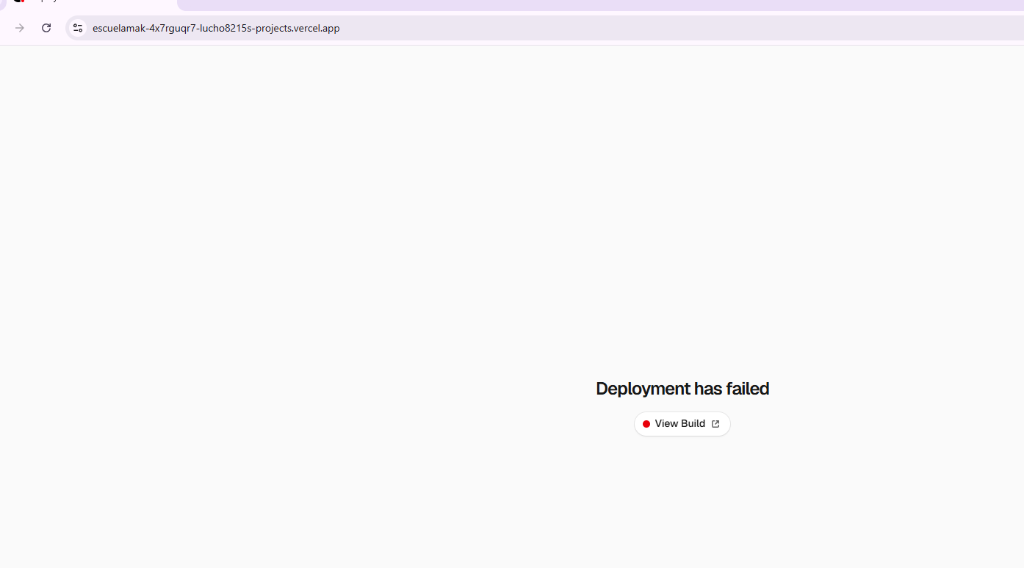 escuelamak-4x7rguqr7-lucho8215s-projects.vercel.app
Deployment has failed
View Build